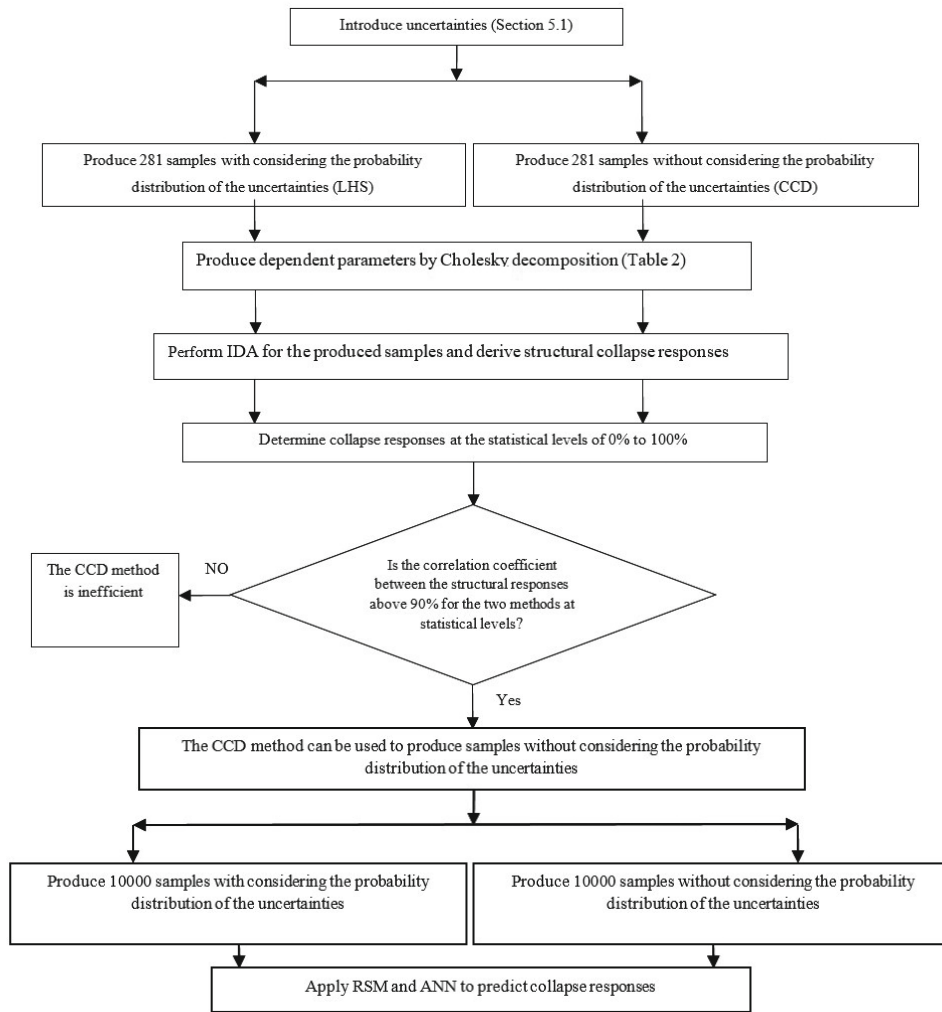 Introduce uncertainties (Section 5.1)
Produce 281 samples with considering the probability
distribution of the uncertainties (LHS)
Produce 281 samples without considering the probability
distribution of the uncertainties (CCD)
Produce dependent parameters by Cholesky decomposition (Table 2)
Perform IDA for the produced samples and derive structural collapse responses
Determine collapse responses at the statistical levels of 0% to 100%
Is the correlation coefficient
between the structural responses
above 90% for the two methods at
statistical levels?
NO
The CCD method
is inefficient
Yes
The CCD method can be used to produce samples without considering the probability
distribution of the uncertainties
Produce 10000 samples with considering the probability
distribution of the uncertainties
Produce 10000 samples without considering the probability
distribution of the uncertainties
Apply RSM and ANN to predict collapse responses